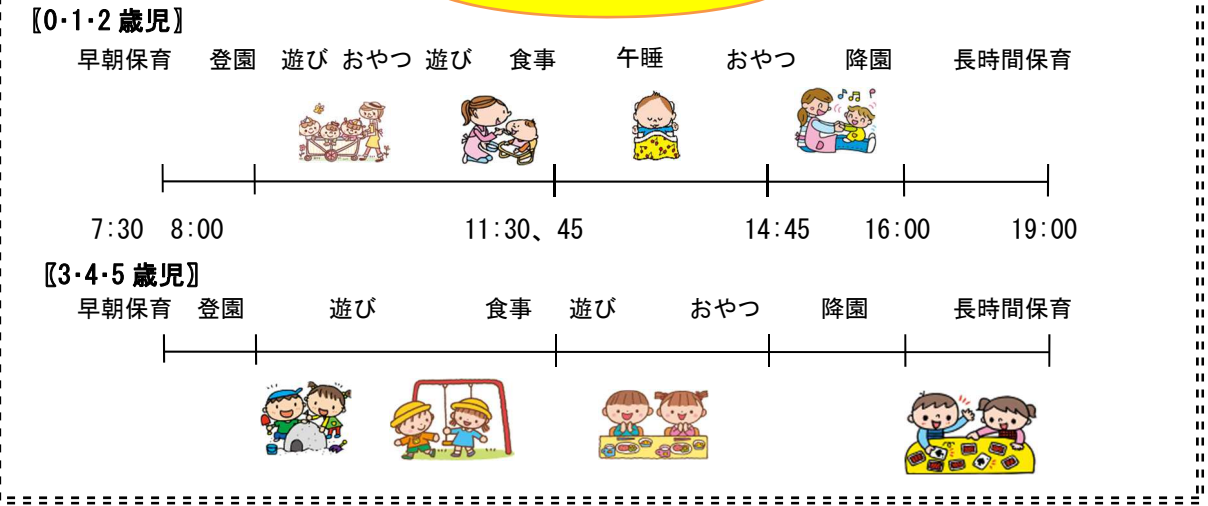 〖0・1・2 歳児〗
早朝保育 登園 遊び おやつ 遊び 食事 午睡 おやつ 降園 長時間保育
7:30 8:00 11:30、45 14:45 16:00 19:00
〖3・4・5 歳児〗
早朝保育 登園 遊び 食事 遊び おやつ 降園 長時間保育